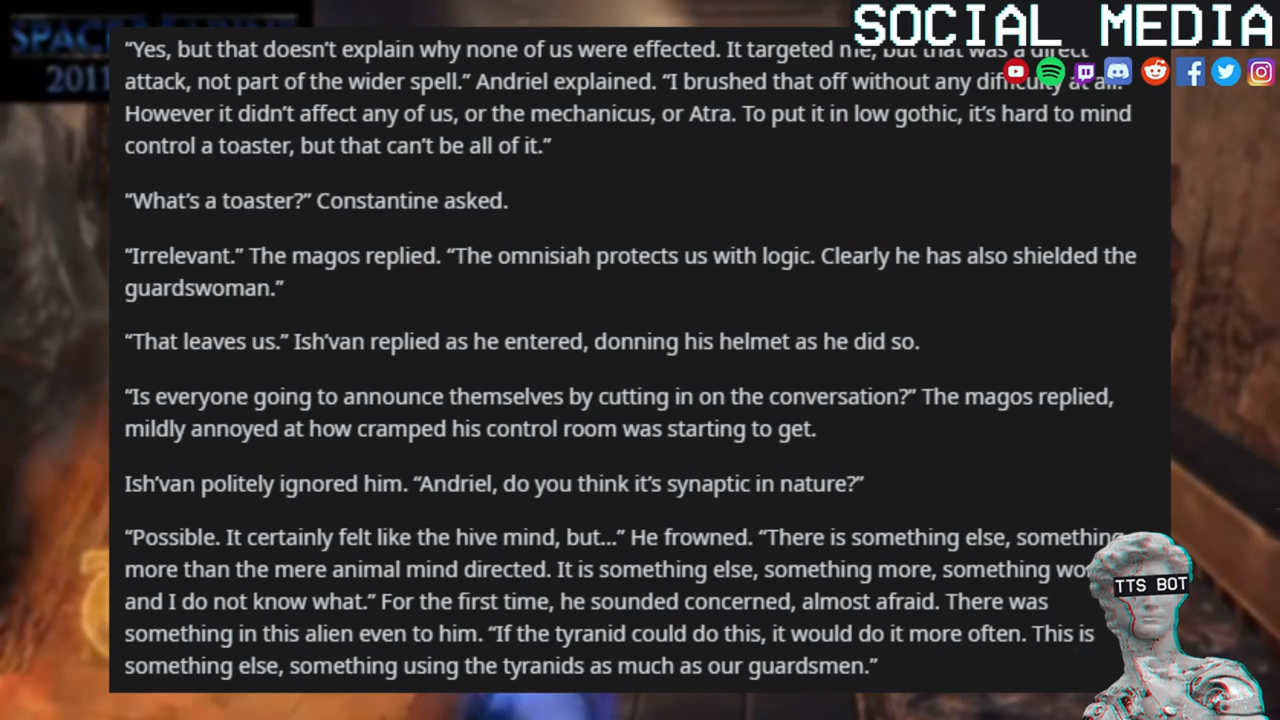 SOCIAL MEDIA
SPAC
2011
“Yes, but that doesn’t explain why none of us were effected. It targeted me, but that was a direct
attack, not part of the wider spell.” Andriel explained. “I brushed that off without any difficulty at all.
However it didn’t affect any of us, or the mechanicus, or Atra. To put it in low gothic, it’s hard to mind
control a toaster, but that can’t be all of it.”
“What’s a toaster?” Constantine asked.
“Irrelevant.” The magos replied. “The omnisiah protects us with logic. Clearly he has also shielded the
guardswoman.”
“That leaves us.” Ish’van replied as he entered, donning his helmet as he did so.
“Is everyone going to announce themselves by cutting in on the conversation?” The magos replied,
mildly annoyed at how cramped his control room was starting to get.
Ish’van politely ignored him. “Andriel, do you think it’s synaptic in nature?”
“Possible. It certainly felt like the hive mind, but...” He frowned. “There is something else, something
more than the mere animal mind directed. It is something else, something more, something
and I do not know what.” For the first time, he sounded concerned, almost afraid. There was
something in this alien even to him. “If the tyranid could do this, it would do it more often. This is
something else, something using the tyranids as much as our guardsmen.”
TTS BOT